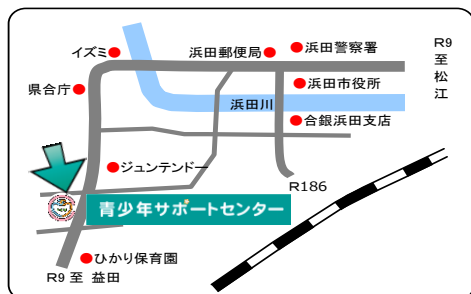 イズミ
浜田郵便局
浜田警察署
R9
至
松
江
県合庁
浜田市役所
浜田川
合銀浜田支店
ジュンテンドー
R186
青少年サポートセンター
ひかり保育園
R9 至 益田